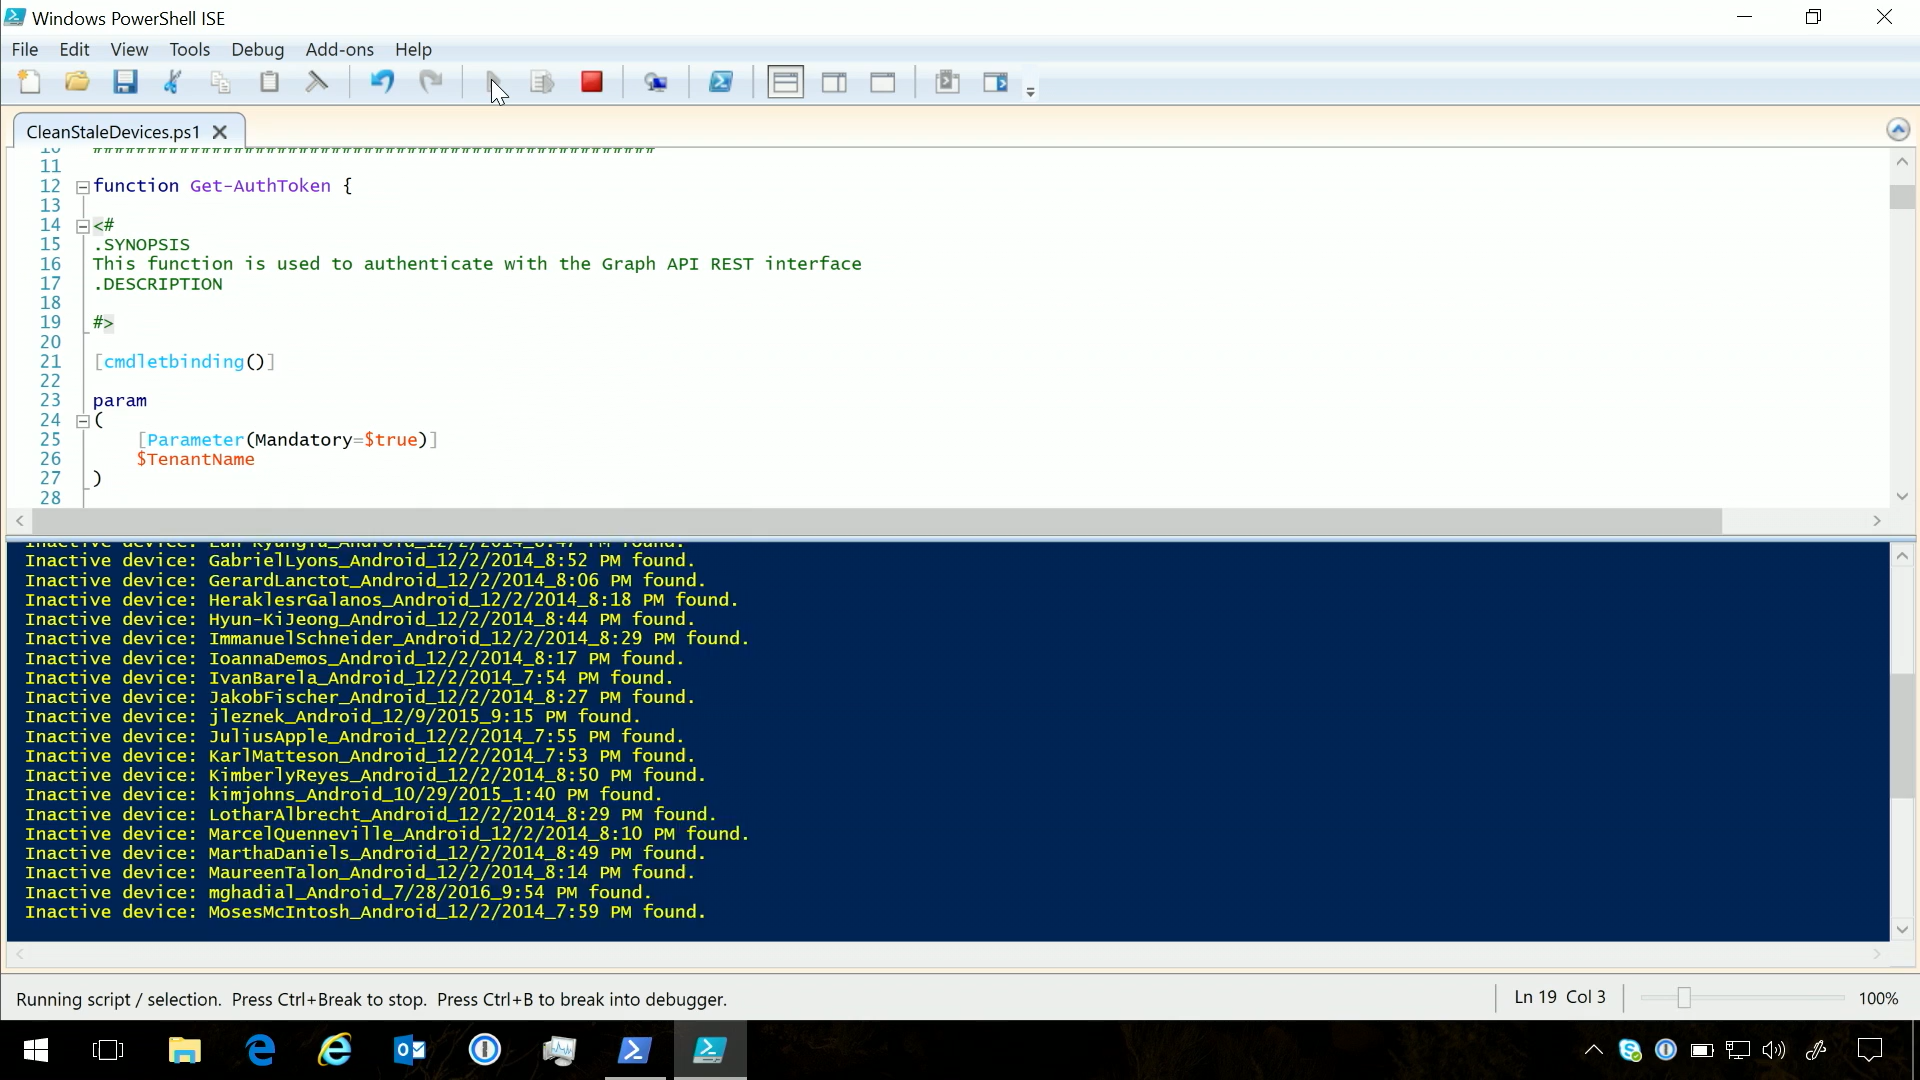 Windows PowerShell ISE
File Edit View Tools Debug Add-ons Help
CleanStaleDevices.ps1
10 ####################################################
11
12 function Get-AuthToken {
13
14 <#
15 .SYNOPSIS
16 This function is used to authenticate with the Graph API REST interface
17 .DESCRIPTION
18
19 #>
20
21 [cmdletbinding()]
22
23 param
24 (
25 [Parameter(Mandatory=$true)]
26 $TenantName
27 )
28
Inactive device:
Inactive device: GabrielLyons_Android_12/2/2014_8:52 PM found.
Inactive device: GerardLanctot_Android_12/2/2014_8:06 PM found.
Inactive device: HeraklesrGalanos_Android_12/2/2014_8:18 PM found.
Inactive device: Hyun-KiJeong_Android_12/2/2014_8:44 PM found.
Inactive device: ImmanuelSchneider_Android_12/2/2014_8:29 PM found.
Inactive device: IoannaDemos_Android_12/2/2014_8:17 PM found.
Inactive device: IvanBarela_Android_12/2/2014_7:54 PM found.
Inactive device: JakobFischer_Android_12/2/2014_8:27 PM found.
Inactive device: jleznek_Android_12/9/2015_9:15 PM found.
Inactive device: JuliusApple_Android_12/2/2014_7:55 PM found.
Inactive device: KarlMatteson_Android_12/2/2014_7:53 PM found.
Inactive device: KimberlyReyes_Android_12/2/2014_8:50 PM found.
Inactive device: kimjohns_Android_10/29/2015_1:40 PM found.
Inactive device: LotharAlbrecht_Android_12/2/2014_8:29 PM found.
Inactive device: MarcelQuenneville_Android_12/2/2014_8:10 PM found.
Inactive device: MarthaDaniels_Android_12/2/2014_8:49 PM found.
Inactive device: MaureenTalon_Android_12/2/2014_8:14 PM found.
Inactive device: mghadial_Android_7/28/2016_9:54 PM found.
Inactive device: MosesMcIntosh_Android_12/2/2014_7:59 PM found.
Running script / selection. Press Ctrl+Break to stop. Press Ctrl+B to break into debugger.
Ln 19 Col 3
100%